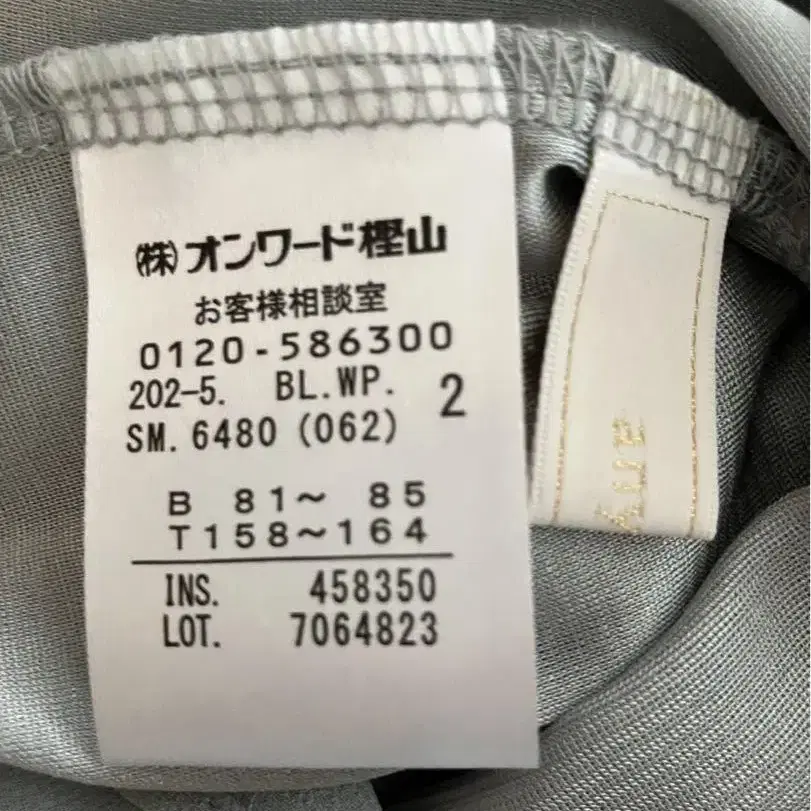 (株)オンワード樫山
お客様相談室
0120-586300
202-5. BL.WP. 2
SM. 6480 (062)
B 81〜 85
T158〜164
INS. 458350
LOT. 7064823